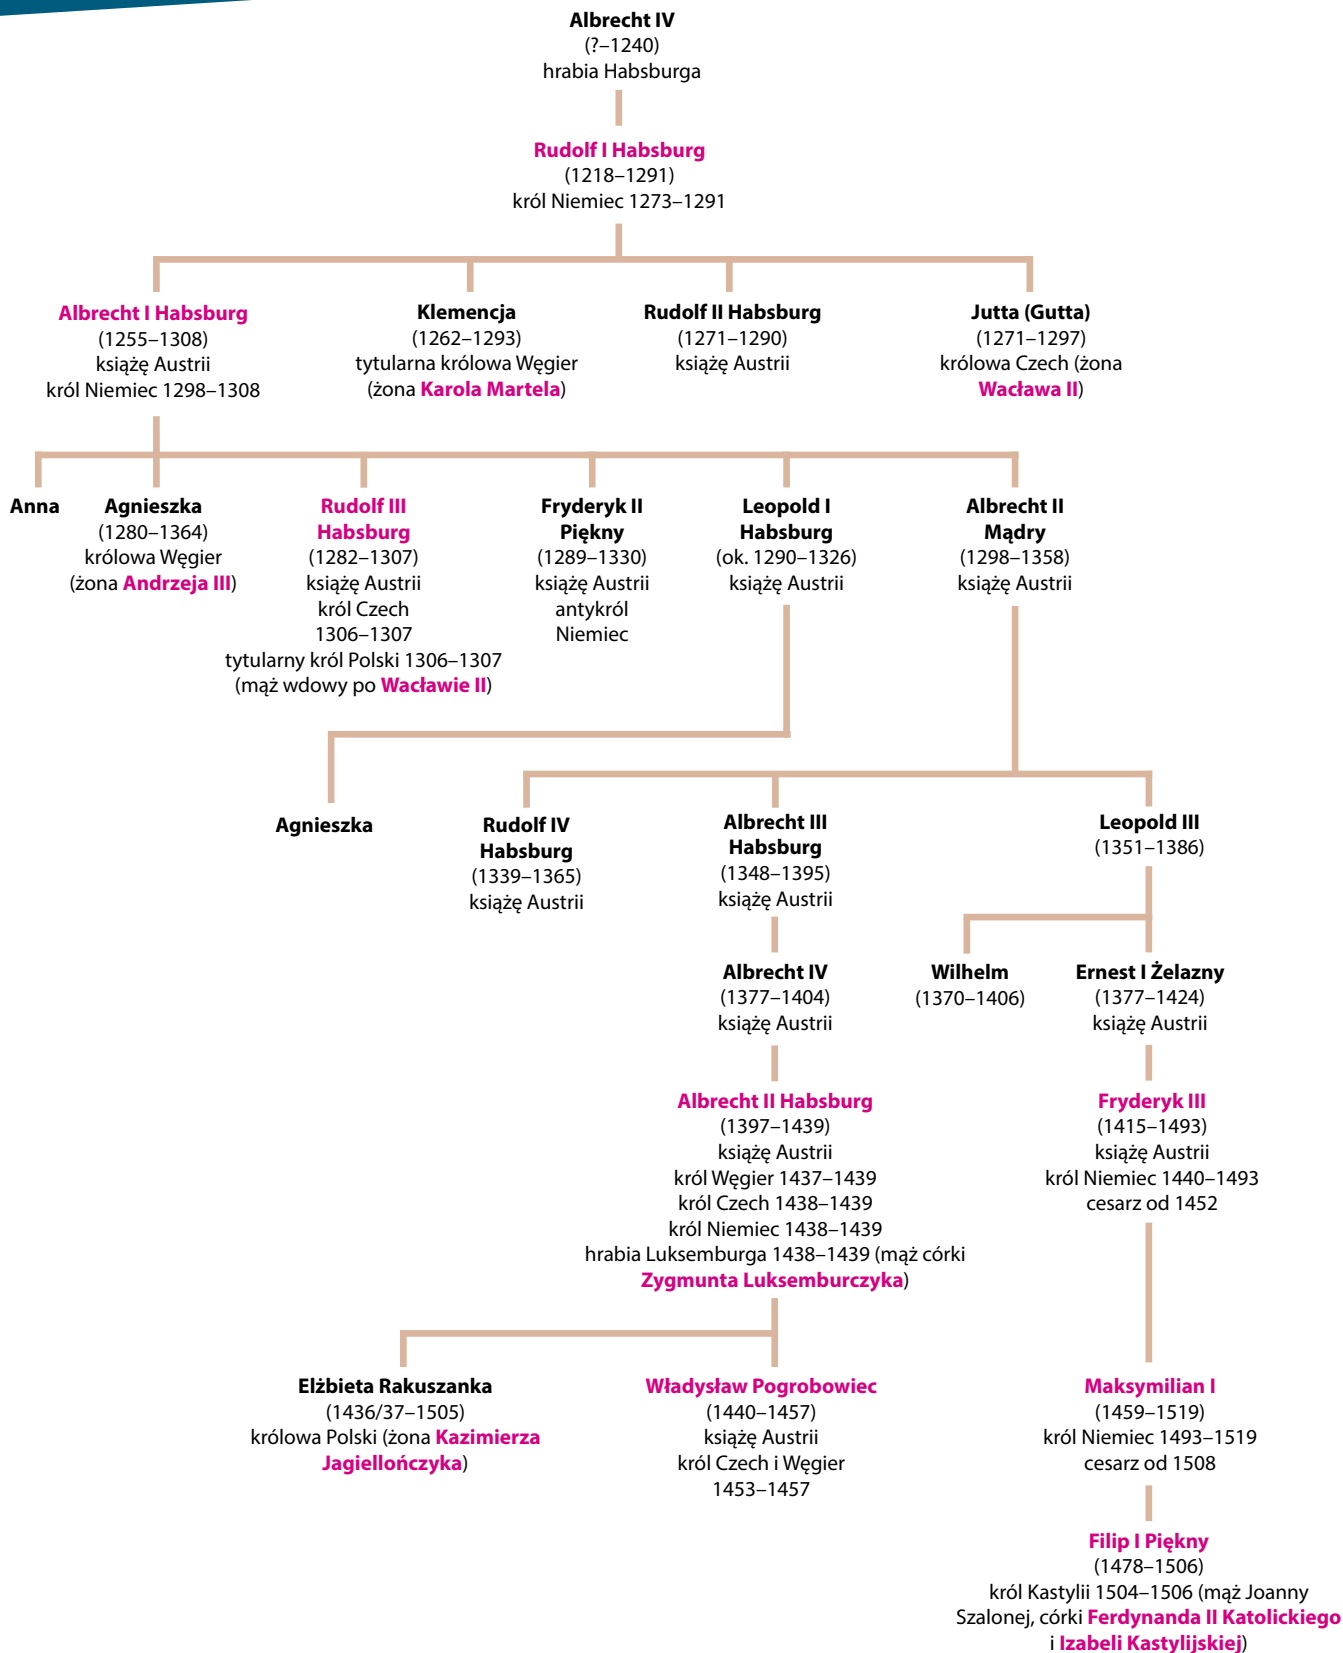 Albrecht IV
(?–1240)
hrabia Habsburga
Rudolf I Habsburg
(1218–1291)
król Niemiec 1273–1291
Albrecht I Habsburg
(1255–1308)
książę Austrii
król Niemiec 1298–1308
Klemencja
(1262–1293)
tytularna królowa Węgier
(żona Karola Martela)
Rudolf II Habsburg
(1271–1290)
książę Austrii
Jutta (Gutta)
(1271–1297)
królowa Czech (żona
Wacława II)
Anna
Agnieszka
(1280–1364)
królowa Węgier
(żona Andrzeja III)
Rudolf III
Habsburg
(1282–1307)
książę Austrii
król Czech
1306–1307
tytularny król Polski 1306–1307
(mąż wdowy po Wacławie II)
Fryderyk II
Piękny
(1289–1330)
książę Austrii
antykról
Niemiec
Leopold I
Habsburg
(ok. 1290–1326)
książę Austrii
Albrecht II
Mądry
(1298–1358)
książę Austrii
Agnieszka
Rudolf IV
Habsburg
(1339–1365)
książę Austrii
Albrecht III
Habsburg
(1348–1395)
książę Austrii
Leopold III
(1351–1386)
Albrecht IV
(1377–1404)
książę Austrii
Wilhelm
(1370–1406)
Ernest I Żelazny
(1377–1424)
książę Austrii
Albrecht II Habsburg
(1397–1439)
książę Austrii
król Węgier 1437–1439
król Czech 1438–1439
król Niemiec 1438–1439
hrabia Luksemburga 1438–1439 (mąż córki
Zygmunta Luksemburczyka)
Fryderyk III
(1415–1493)
książę Austrii
król Niemiec 1440–1493
cesarz od 1452
Elżbieta Rakuszanka
(1436/37–1505)
królowa Polski (żona Kazimierza
Jagiellończyka)
Władysław Pogrobowiec
(1440–1457)
książę Austrii
król Czech i Węgier
1453–1457
Maksymilian I
(1459–1519)
król Niemiec 1493–1519
cesarz od 1508
Filip I Piękny
(1478–1506)
król Kastylii 1504–1506 (mąż Joanny
Szalonej, córki Ferdynanda II Katolickiego
i Izabeli Kastylijskiej)